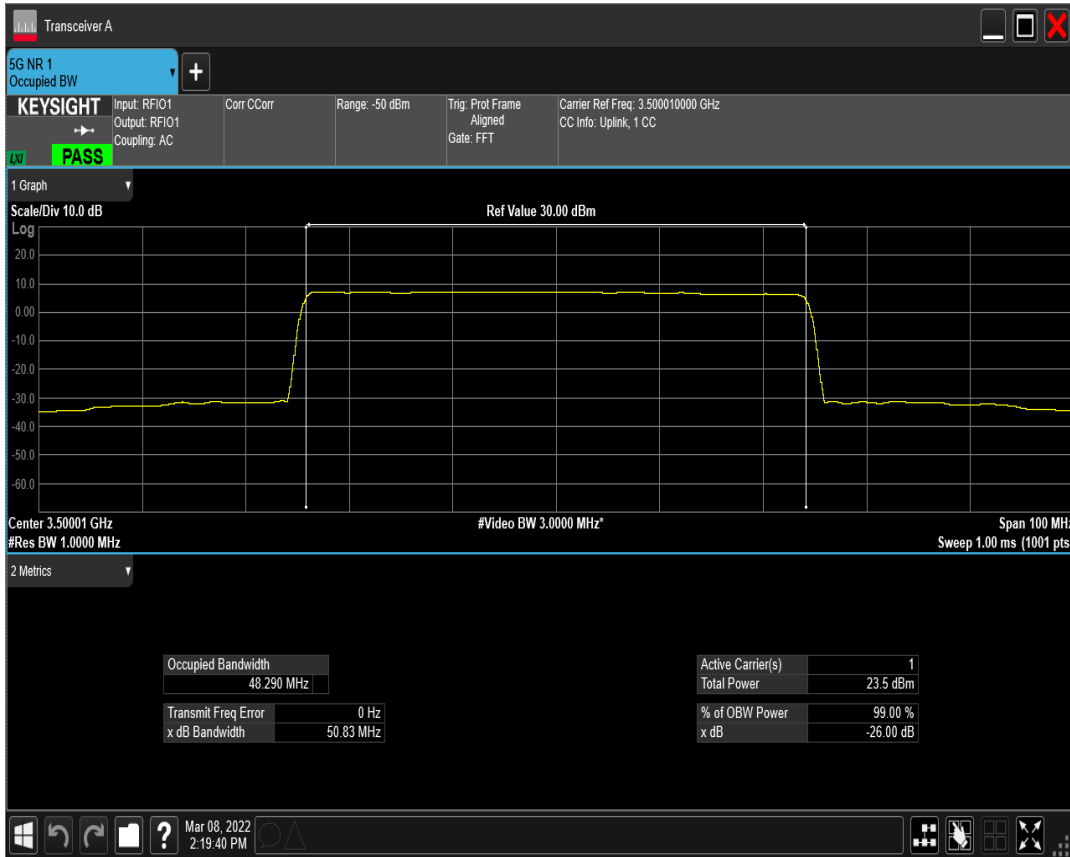 Transceiver A
5G NR 1
Occupied BW
KEYSIGHT
LXI
PASS
Input: RFIO1
Output: RFIO1
Coupling: AC
Corr CCorr
Range: -50 dBm
Trig: Prot Frame
Aligned
Gate: FFT
Carrier Ref Freq: 3.500010000 GHz
CC Info: Uplink, 1 CC
1 Graph
Scale/Div 10.0 dB
Ref Value 30.00 dBm
Log
20.0
10.0
0.00
-10.0
-20.0
-30.0
-40.0
-50.0
-60.0
Center 3.50001 GHz
#Video BW 3.0000 MHz*
Span 100 MHz
#Res BW 1.0000 MHz
Sweep 1.00 ms (1001 pts
2 Metrics
Occupied Bandwidth
48.290 MHz
Transmit Freq Error 0 Hz
x dB Bandwidth 50.83 MHz
Active Carrier(s) 1
Total Power 23.5 dBm
% of OBW Power 99.00 %
x dB -26.00 dB
?
Mar 08, 2022
2:19:40 PM